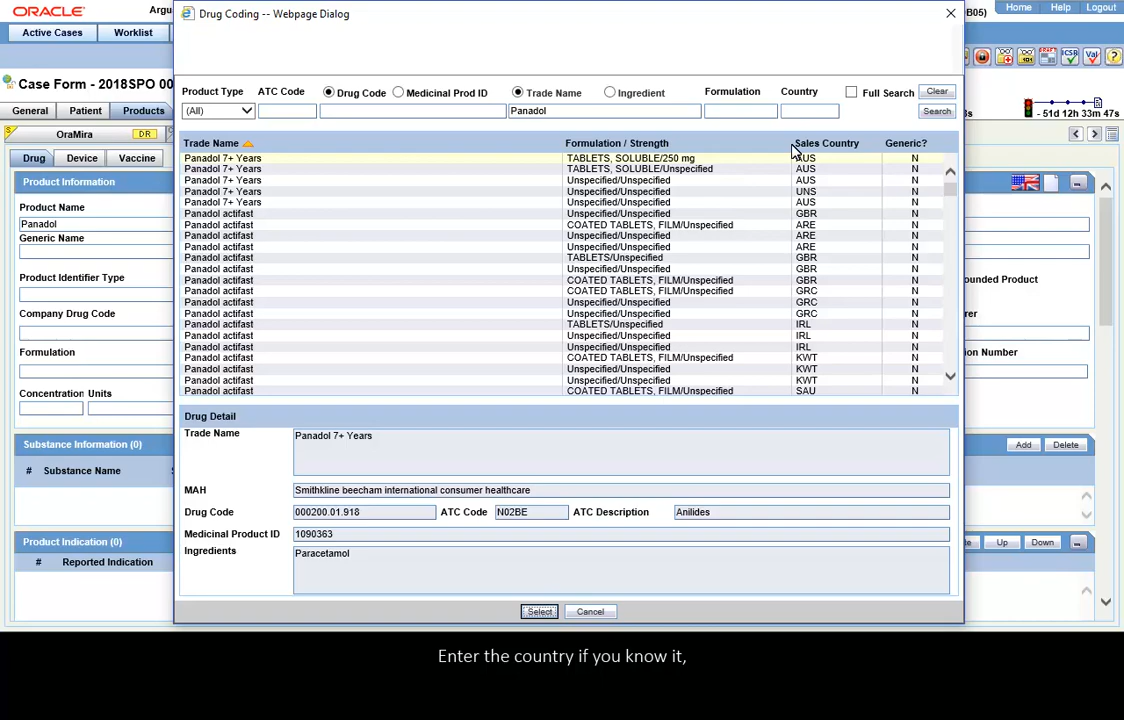 ORACLE
Argu
Drug Coding -- Webpage Dialog
B05)
Home
Help
Logout
Active Cases
Worklist
Case Form - 2018SPO 00
General
Patient
Products
OraMira
DR
3s
- 51d 12h 33m 47s
Drug
Device
Vaccine
Product Information
Product Name
Panadol
Generic Name
Product Identifier Type
ounded Product
Company Drug Code
rer
Formulation
on Number
Concentration
Units
Substance Information (0)
Add
Delete
#
Substance Name
Product Indication (0)
te
Up
Down
#
Reported Indication
Product Type
ATC Code
Drug Code
Medicinal Prod ID
Trade Name
Ingredient
Formulation
Country
Full Search
Clear
(All)
Panadol
Search
Trade Name
Formulation / Strength
Sales Country
Generic?
Panadol 7+ Years TABLETS, SOLUBLE/250 mg AUS N
Panadol 7+ Years TABLETS, SOLUBLE/Unspecified AUS N
Panadol 7+ Years Unspecified/Unspecified AUS N
Panadol 7+ Years Unspecified/Unspecified UNS N
Panadol 7+ Years Unspecified/Unspecified AUS N
Panadol actifast Unspecified/Unspecified GBR N
Panadol actifast COATED TABLETS, FILM/Unspecified ARE N
Panadol actifast Unspecified/Unspecified ARE N
Panadol actifast Unspecified/Unspecified ARE N
Panadol actifast TABLETS/Unspecified GBR N
Panadol actifast Unspecified/Unspecified GBR N
Panadol actifast COATED TABLETS, FILM/Unspecified GBR N
Panadol actifast COATED TABLETS, FILM/Unspecified GRC N
Panadol actifast Unspecified/Unspecified GRC N
Panadol actifast Unspecified/Unspecified GRC N
Panadol actifast TABLETS/Unspecified IRL N
Panadol actifast Unspecified/Unspecified IRL N
Panadol actifast Unspecified/Unspecified IRL N
Panadol actifast COATED TABLETS, FILM/Unspecified KWT N
Panadol actifast Unspecified/Unspecified KWT N
Panadol actifast Unspecified/Unspecified KWT N
Panadol actifast COATED TABLETS, FILM/Unspecified SAU N
Drug Detail
Trade Name
Panadol 7+ Years
MAH
Smithkline beecham international consumer healthcare
Drug Code
000200.01.918
ATC Code
N02BE
ATC Description
Anilides
Medicinal Product ID
1090363
Ingredients
Paracetamol
Select
Cancel
Enter the country if you know it,